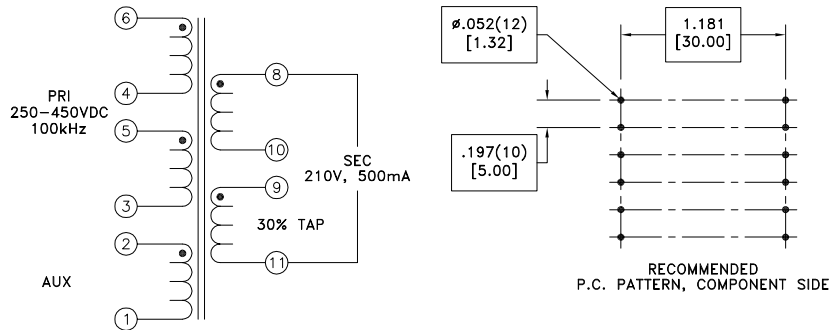 6
4
PRI
250-450VDC
100kHz
5
3
2
AUX
1
8
10
SEC
210V, 500mA
9
30% TAP
11
ø.052(12)
[1.32]
1.181
[30.00]
.197(10)
[5.00]
RECOMMENDED
P.C. PATTERN, COMPONENT SIDE